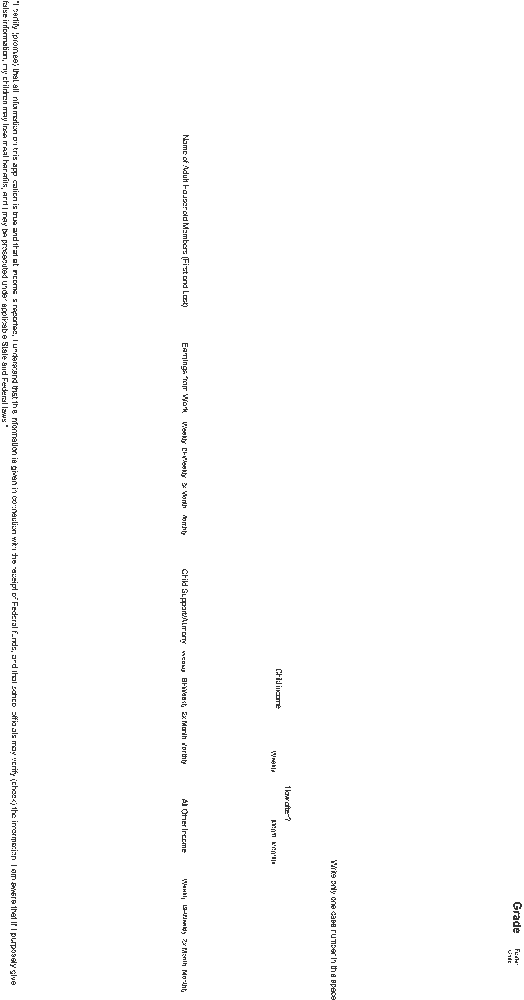 Grade
Foster
Child
Write only one case number in this space
How often?
Child income
Weekly Month Monthly
Name of Adult Household Members (First and Last) Earnings from Work Weekly Bi-Weekly 2x Month Monthly Child Support/Alimony Weekly Bi-Weekly 2x Month Monthly All Other Income Weekly Bi-Weekly 2x Month Monthly
"I certify (promise) that all information on this application is true and that all income is reported. I understand that this information is given in connection with the receipt of Federal funds, and that school officials may verify (check) the information. I am aware that if I purposely give
false information, my children may lose meal benefits, and I may be prosecuted under applicable State and Federal laws."